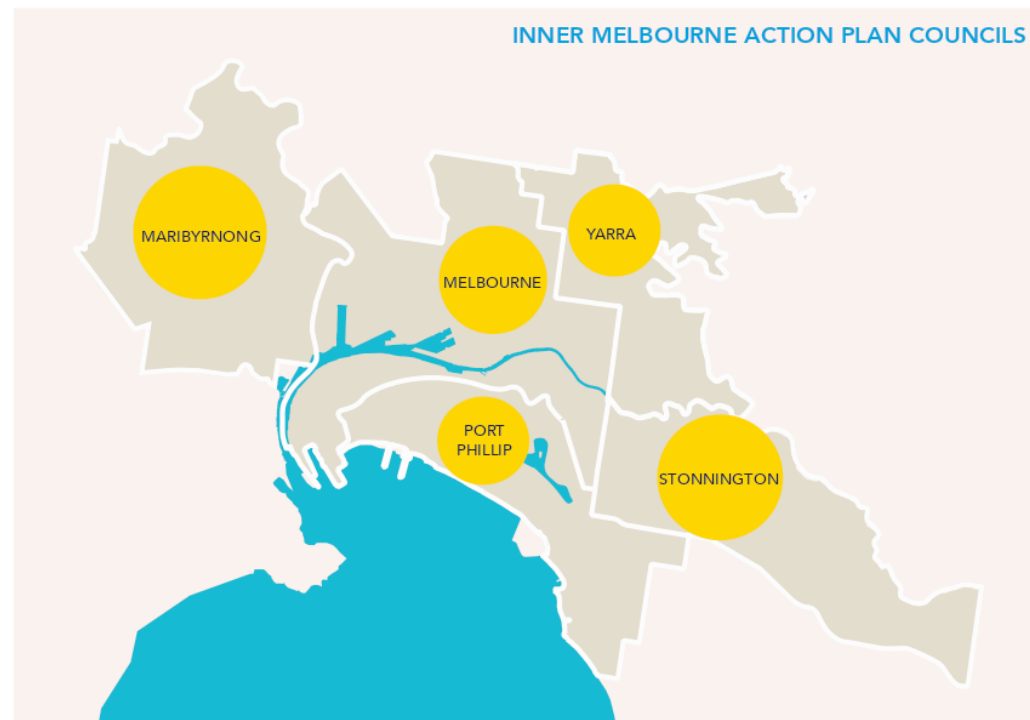 INNER MELBOURNE ACTION PLAN COUNCILS
MARIBYRNONG
YARRA
MELBOURNE
PORT
PHILLIP
STONNINGTON